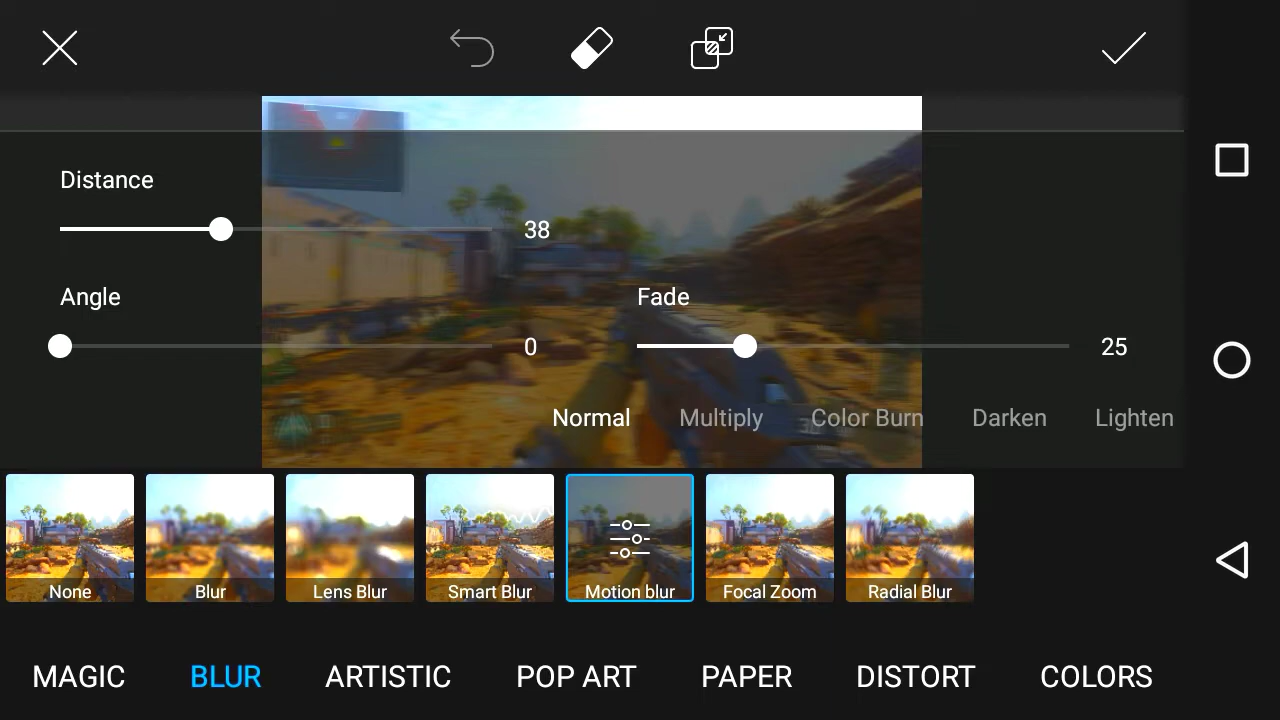 Distance
38
Angle
0
Fade
25
Normal Multiply Color Burn Darken Lighten
None Blur Lens Blur Smart Blur Motion blur Focal Zoom Radial Blur
MAGIC BLUR ARTISTIC POP ART PAPER DISTORT COLORS